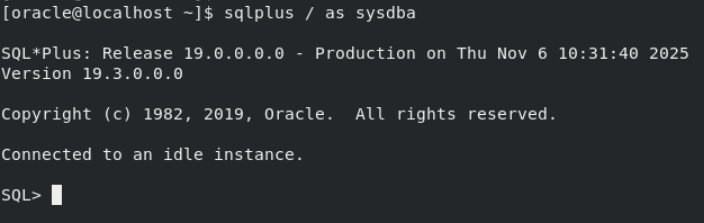 [oracle@localhost ~]$ sqlplus / as sysdba
SQL*Plus: Release 19.0.0.0.0 - Production on Thu Nov 6 10:31:40 2025
Version 19.3.0.0.0
Copyright (c) 1982, 2019, Oracle.  All rights reserved.
Connected to an idle instance.
SQL>